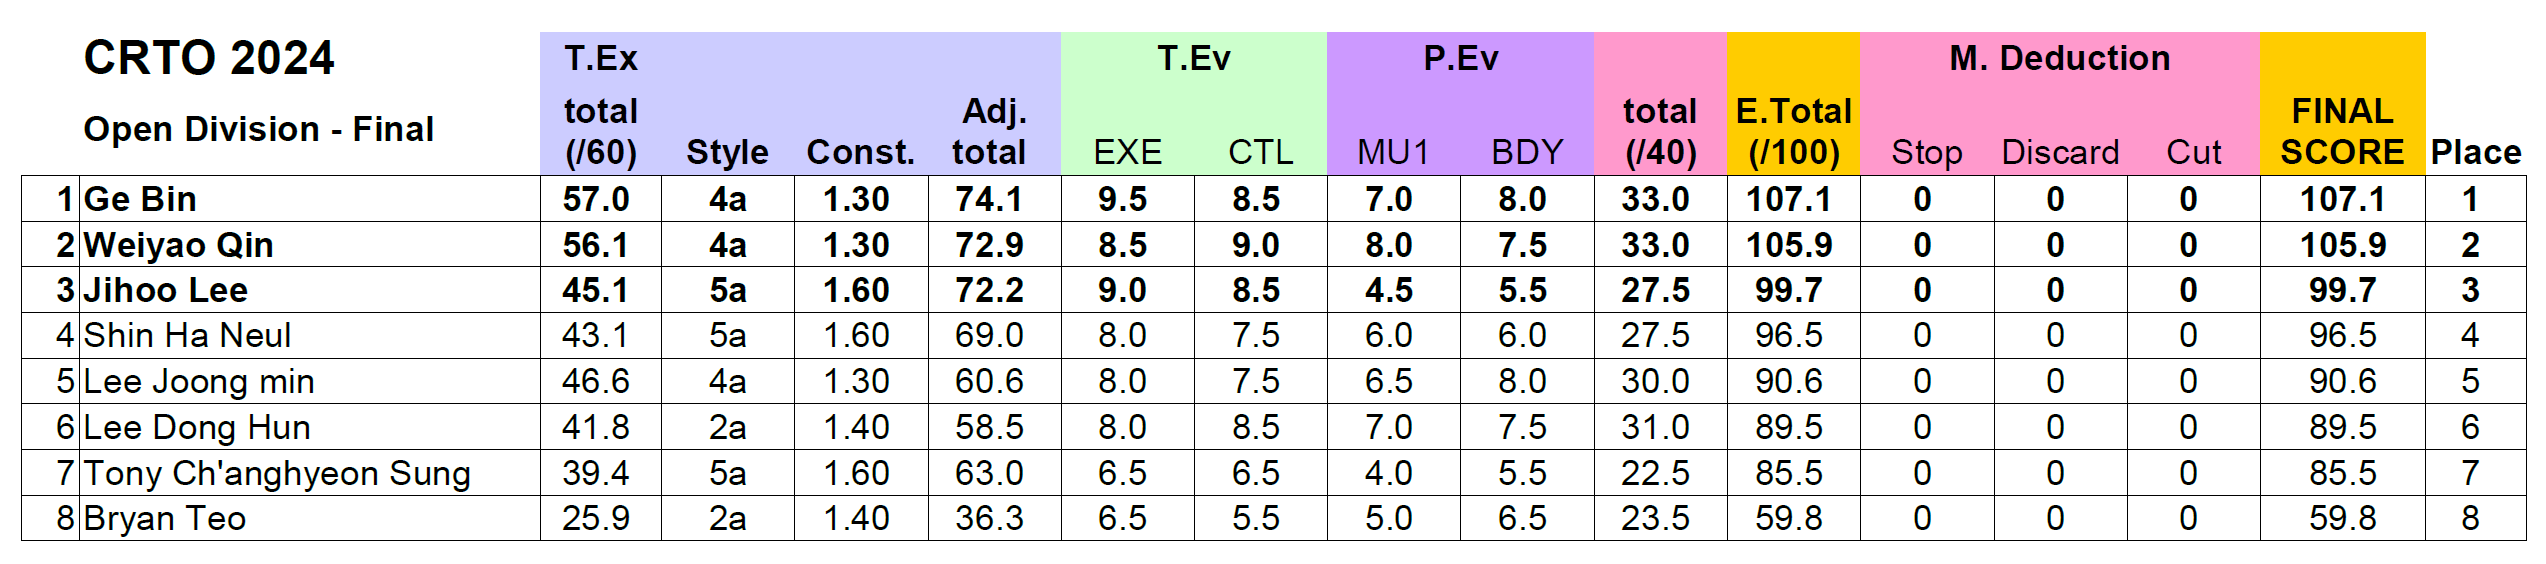 CRTO 2024 T.Ex T.Ev P.Ev M. Deduction
Open Division - Final total (/60) Style Const. Adj. total EXE CTL MU1 BDY total (/40) E.Total (/100) Stop Discard Cut FINAL SCORE Place
1 Ge Bin 57.0 4a 1.30 74.1 9.5 8.5 7.0 8.0 33.0 107.1 0 0 0 107.1 1
2 Weiyao Qin 56.1 4a 1.30 72.9 8.5 9.0 8.0 7.5 33.0 105.9 0 0 0 105.9 2
3 Jihoo Lee 45.1 5a 1.60 72.2 9.0 8.5 4.5 5.5 27.5 99.7 0 0 0 99.7 3
4 Shin Ha Neul 43.1 5a 1.60 69.0 8.0 7.5 6.0 6.0 27.5 96.5 0 0 0 96.5 4
5 Lee Joong min 46.6 4a 1.30 60.6 8.0 7.5 6.5 8.0 30.0 90.6 0 0 0 90.6 5
6 Lee Dong Hun 41.8 2a 1.40 58.5 8.0 8.5 7.0 7.5 31.0 89.5 0 0 0 89.5 6
7 Tony Ch'anghyeon Sung 39.4 5a 1.60 63.0 6.5 6.5 4.0 5.5 22.5 85.5 0 0 0 85.5 7
8 Bryan Teo 25.9 2a 1.40 36.3 6.5 5.5 5.0 6.5 23.5 59.8 0 0 0 59.8 8